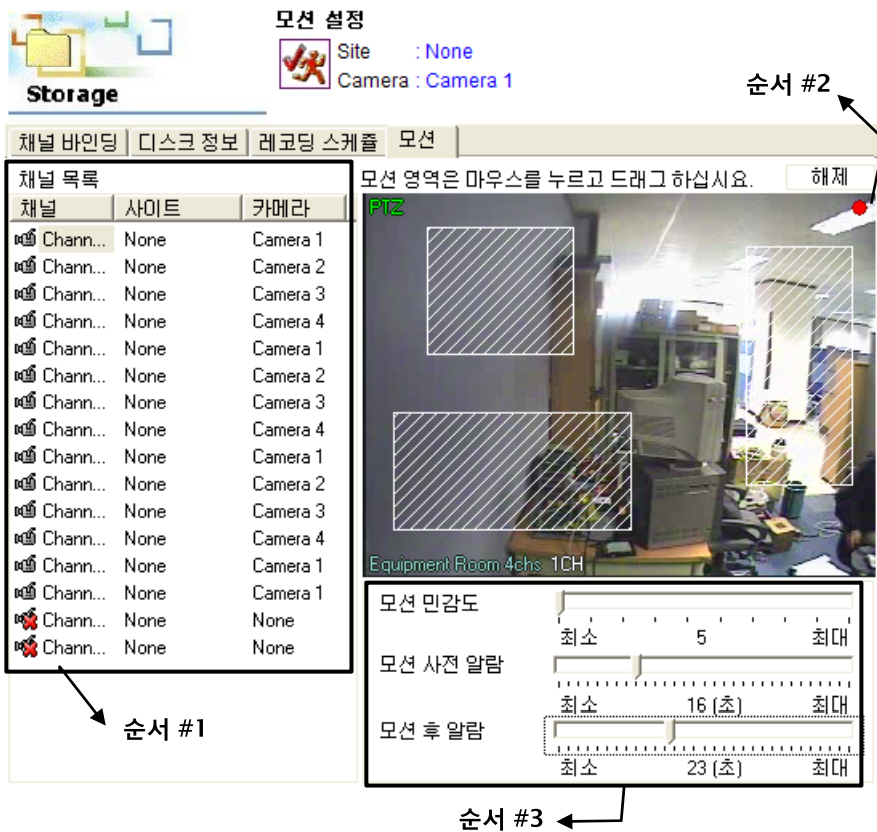 모션 설정
Site : None
Camera : Camera 1
Storage
순서 #2
채널 바인딩 디스크 정보 레코딩 스케쥴 모션
채널 목록
모션 영역은 마우스를 누르고 드래그 하십시요. 해제
채널 사이트 카메라
PTZ
Chann... None Camera 1
Chann... None Camera 2
Chann... None Camera 3
Chann... None Camera 4
Chann... None Camera 1
Chann... None Camera 2
Chann... None Camera 3
Chann... None Camera 4
Chann... None Camera 1
Chann... None Camera 2
Chann... None Camera 3
Chann... None Camera 4
Chann... None Camera 1
Chann... None Camera 1
Chann... None None
Chann... None None
Equipment Room 4chs 1CH
모션 민감도
최소 5 최대
모션 사전 알람
최소 16 (초) 최대
모션 후 알람
최소 23 (초) 최대
순서 #1
순서 #3